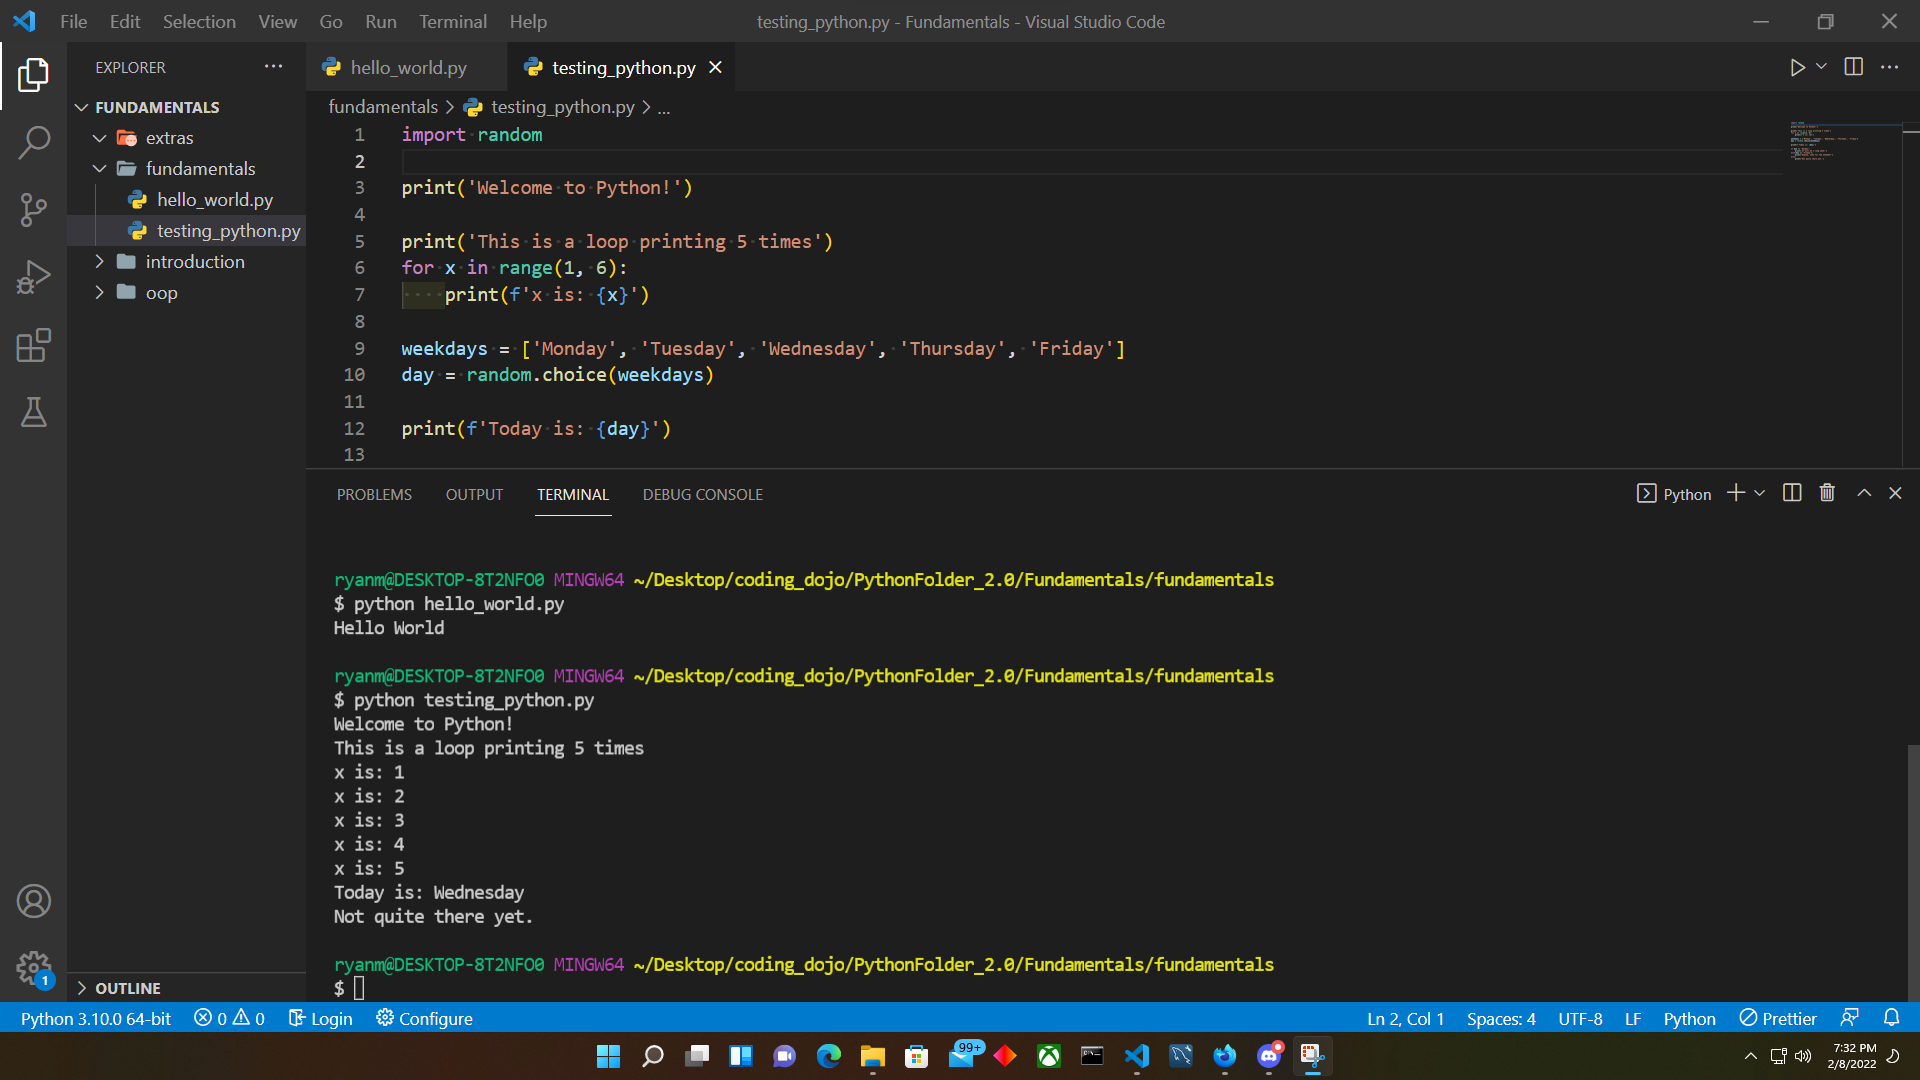 File Edit Selection View Go Run Terminal Help testing_python.py - Fundamentals - Visual Studio Code
EXPLORER ··· hello_world.py testing_python.py
FUNDAMENTALS
extras
fundamentals
hello_world.py
testing_python.py
introduction
oop
OUTLINE
fundamentals > testing_python.py > ...
1 import random
2
3 print('Welcome to Python!')
4
5 print('This is a loop printing 5 times')
6 for x in range(1, 6):
7 print(f'x is: {x}')
8
9 weekdays = ['Monday', 'Tuesday', 'Wednesday', 'Thursday', 'Friday']
10 day = random.choice(weekdays)
11
12 print(f'Today is: {day}')
13
PROBLEMS OUTPUT TERMINAL DEBUG CONSOLE Python
ryanm@DESKTOP-8T2NFO0 MINGW64 ~/Desktop/coding_dojo/PythonFolder_2.0/Fundamentals/fundamentals
$ python hello_world.py
Hello World
ryanm@DESKTOP-8T2NFO0 MINGW64 ~/Desktop/coding_dojo/PythonFolder_2.0/Fundamentals/fundamentals
$ python testing_python.py
Welcome to Python!
This is a loop printing 5 times
x is: 1
x is: 2
x is: 3
x is: 4
x is: 5
Today is: Wednesday
Not quite there yet.
ryanm@DESKTOP-8T2NFO0 MINGW64 ~/Desktop/coding_dojo/PythonFolder_2.0/Fundamentals/fundamentals
$
1
Python 3.10.0 64-bit 0 0 Login Configure Ln 2, Col 1 Spaces: 4 UTF-8 LF Python Prettier
99+
7:32 PM
2/8/2022